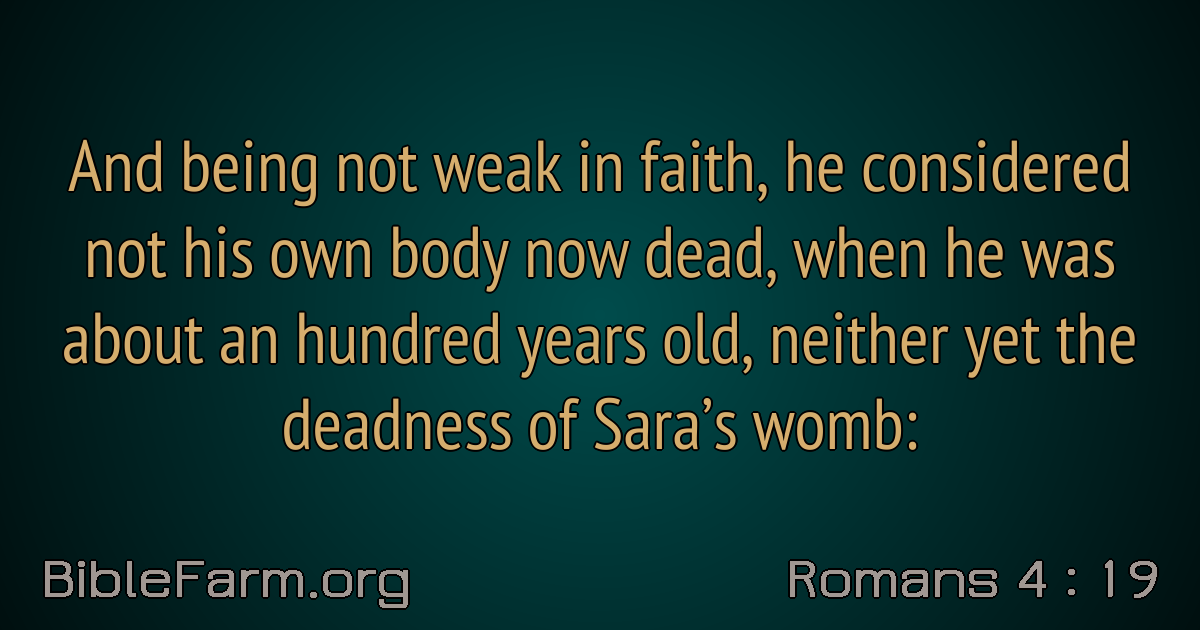 And being not weak in faith, he considered
not his own body now dead, when he was
about an hundred years old, neither yet the
deadness of Sara’s womb:
BibleFarm.org
Romans 4 : 19